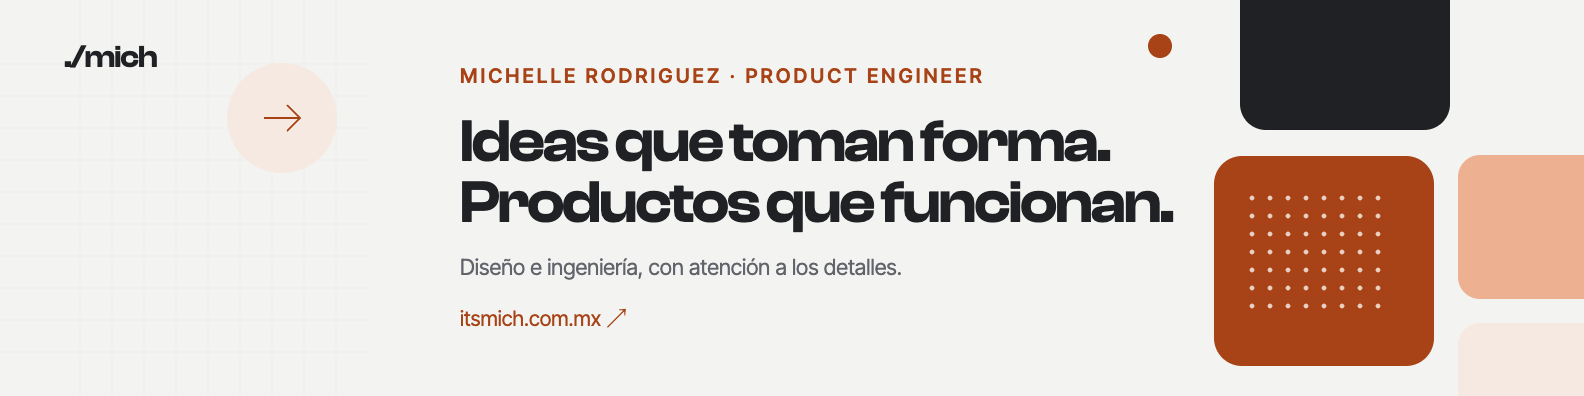 ./mich
MICHELLE RODRIGUEZ · PRODUCT ENGINEER
Ideas que toman forma.
Productos que funcionan.
Diseño e ingeniería, con atención a los detalles.
itsmich.com.mx ↗